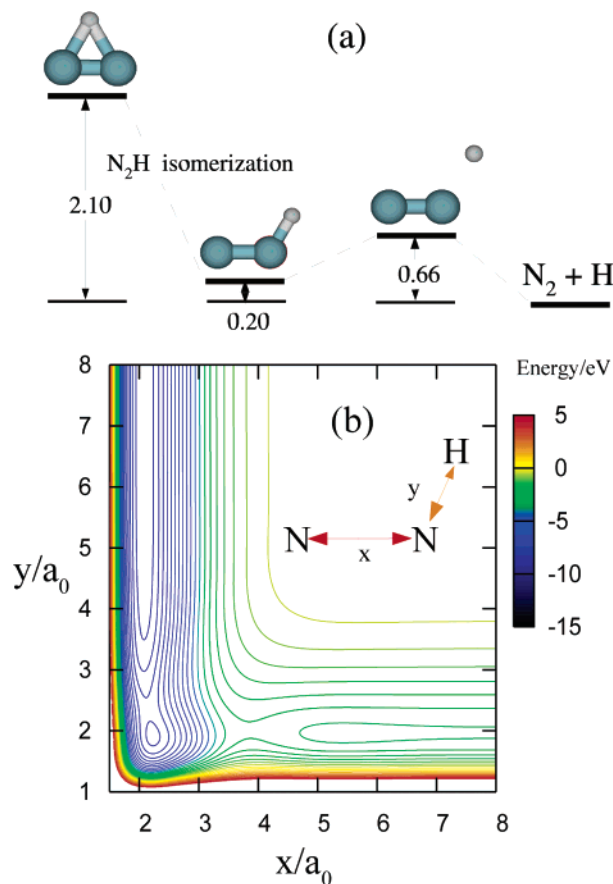 (a)
N₂H isomerization
2.10
0.20
0.66
N₂ + H
Energy/eV
5
0
-5
-10
-15
(b)
H
y
N N
x
y/a₀
8
7
6
5
4
3
2
1
2 3 4 5 6 7 8
x/a₀